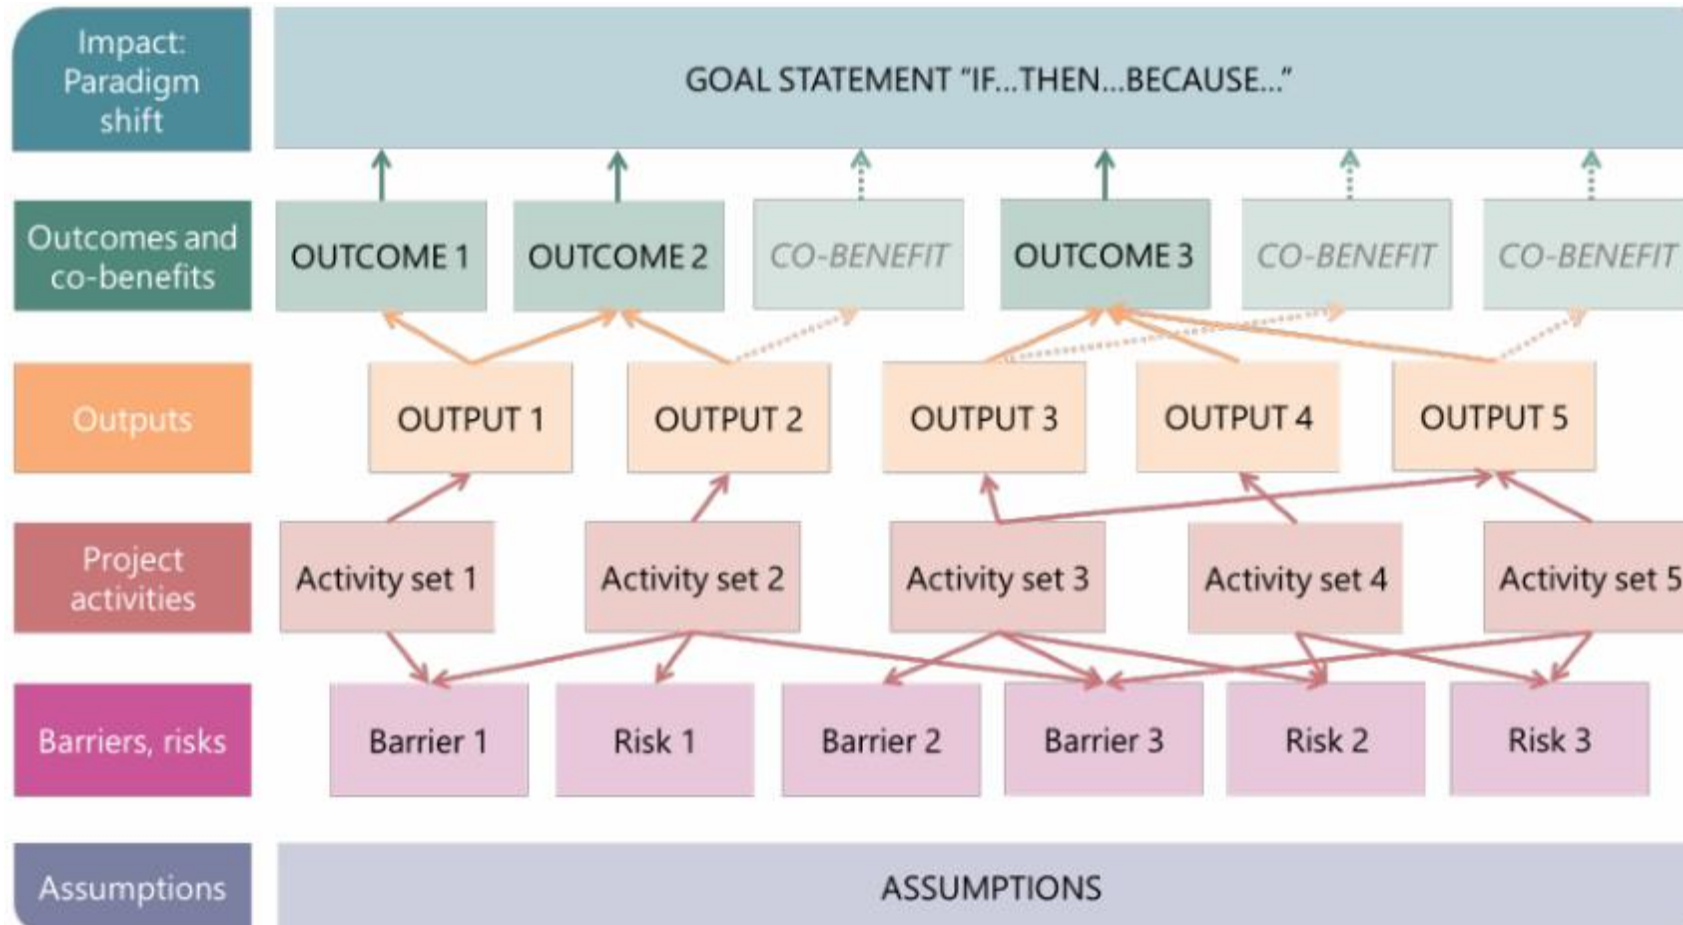 Impact:
Paradigm
shift
GOAL STATEMENT “IF...THEN...BECAUSE...”
Outcomes and
co-benefits
OUTCOME 1
OUTCOME 2
CO-BENEFIT
OUTCOME 3
CO-BENEFIT
CO-BENEFIT
Outputs
OUTPUT 1
OUTPUT 2
OUTPUT 3
OUTPUT 4
OUTPUT 5
Project
activities
Activity set 1
Activity set 2
Activity set 3
Activity set 4
Activity set 5
Barriers, risks
Barrier 1
Risk 1
Barrier 2
Barrier 3
Risk 2
Risk 3
Assumptions
ASSUMPTIONS